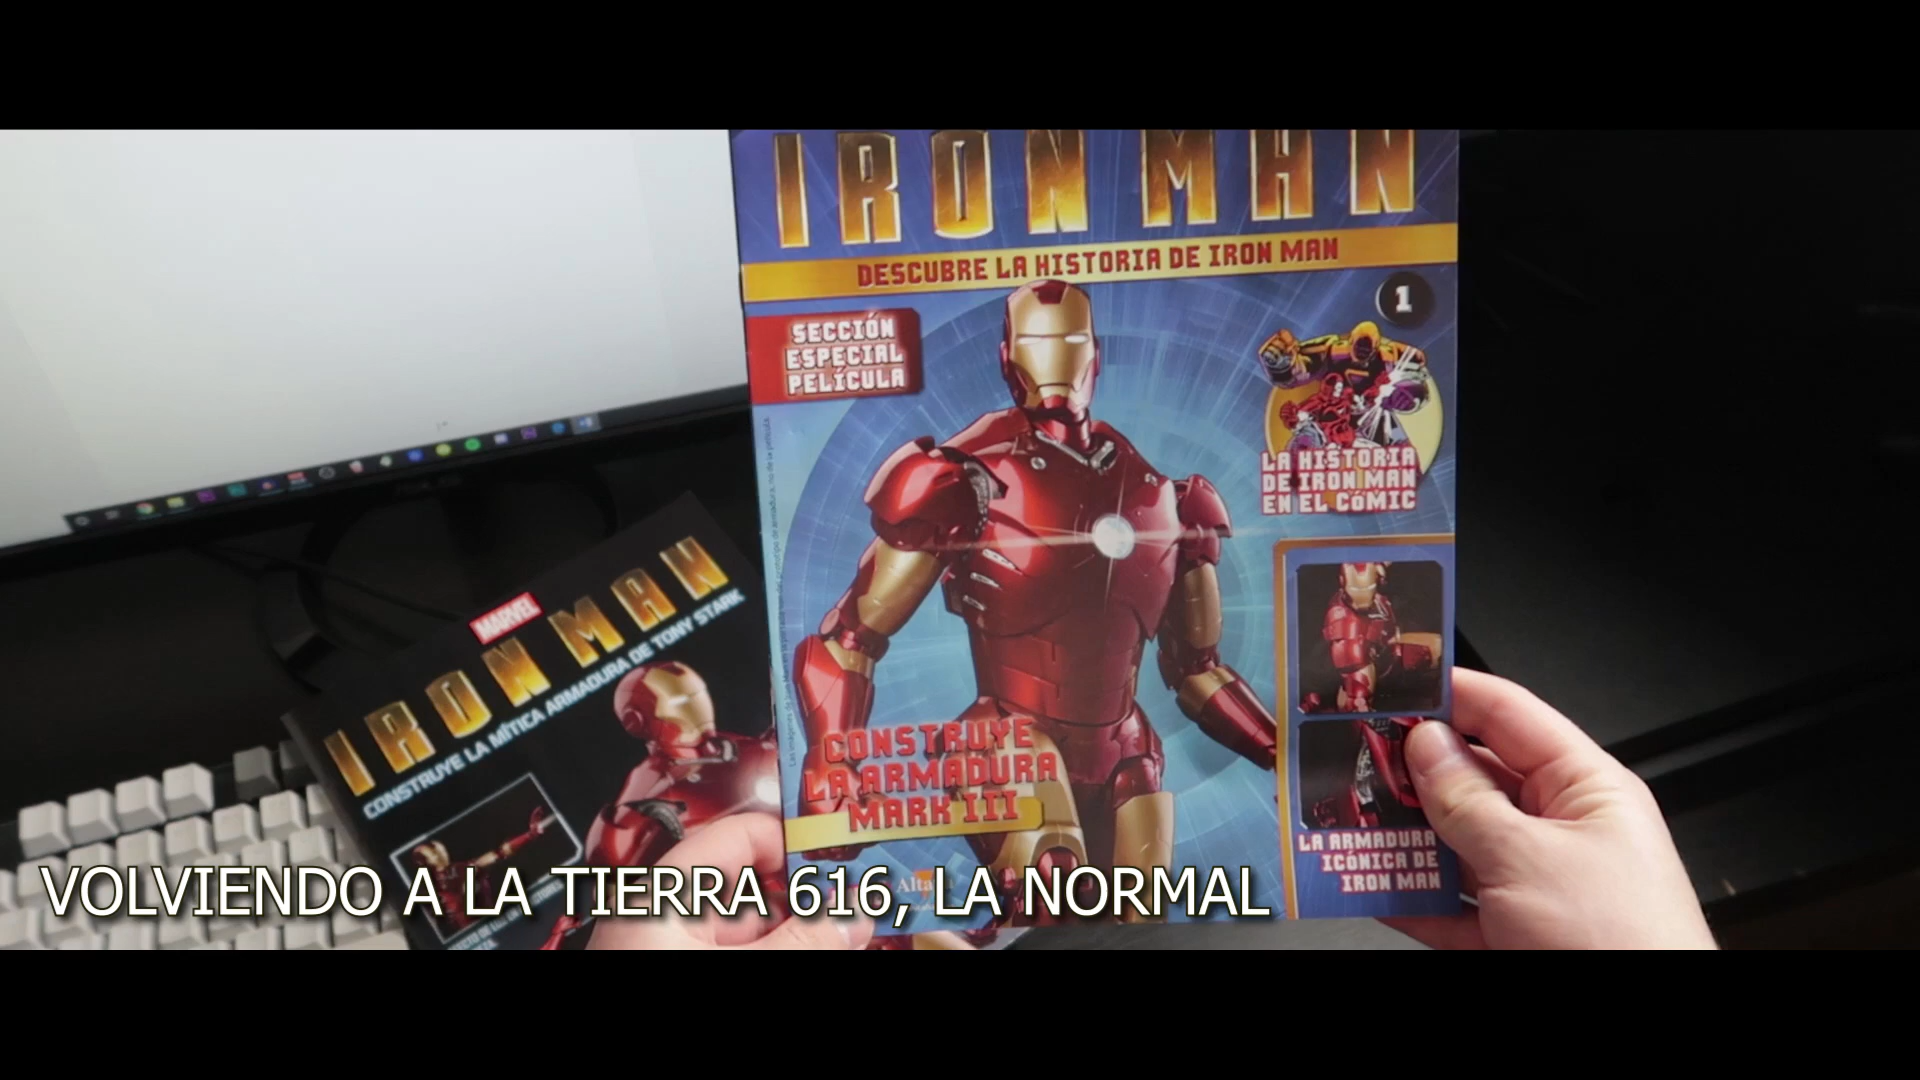 IRON MAN
DESCUBRE LA HISTORIA DE IRON MAN
1
SECCIÓN
ESPECIAL
PELÍCULA
LA HISTORIA
DE IRON MAN
EN EL CÓMIC
CONSTRUYE
LA ARMADURA
MARK III
LA ARMADURA
ICÓNICA DE
IRON MAN
MARVEL
IRON MAN
CONSTRUYE LA MÍTICA ARMADURA DE TONY STARK
VOLVIENDO A LA TIERRA 616, LA NORMAL